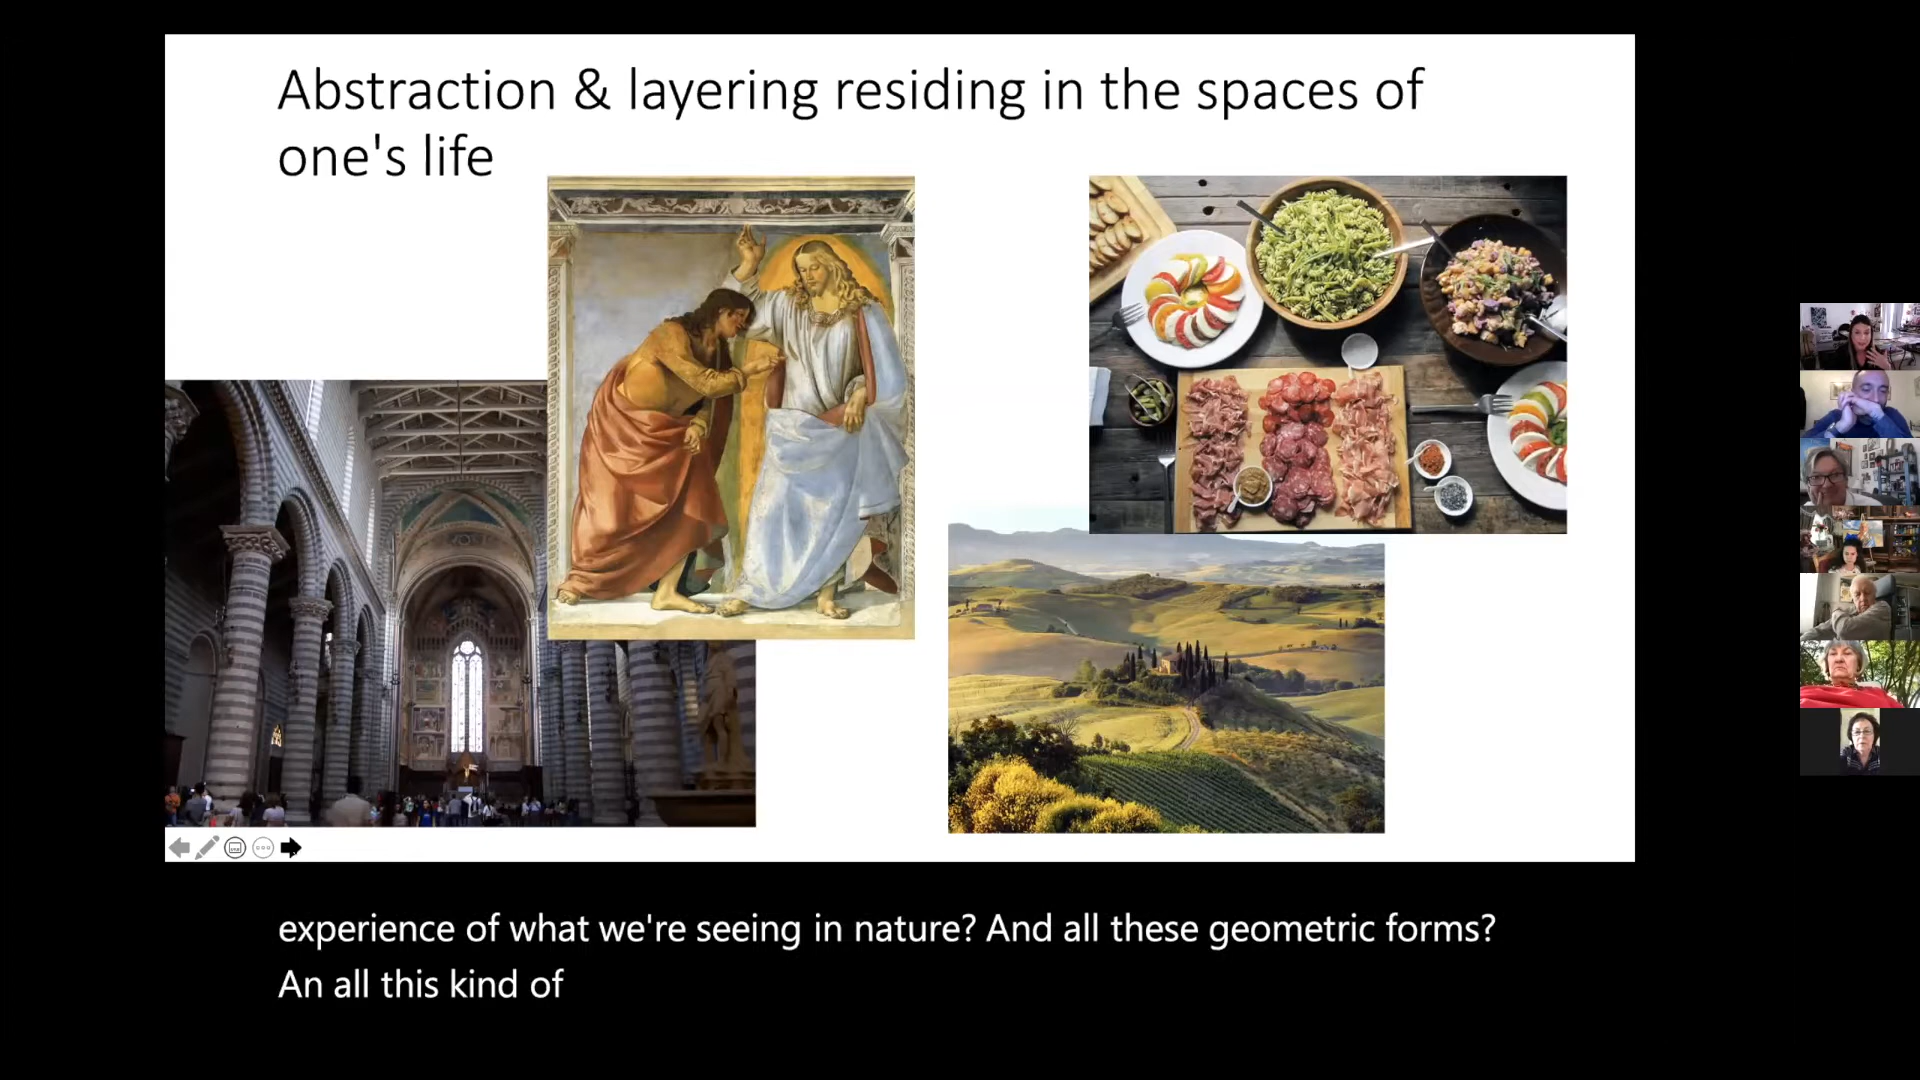 Abstraction & layering residing in the spaces of
one's life
experience of what we're seeing in nature? And all these geometric forms?
An all this kind of